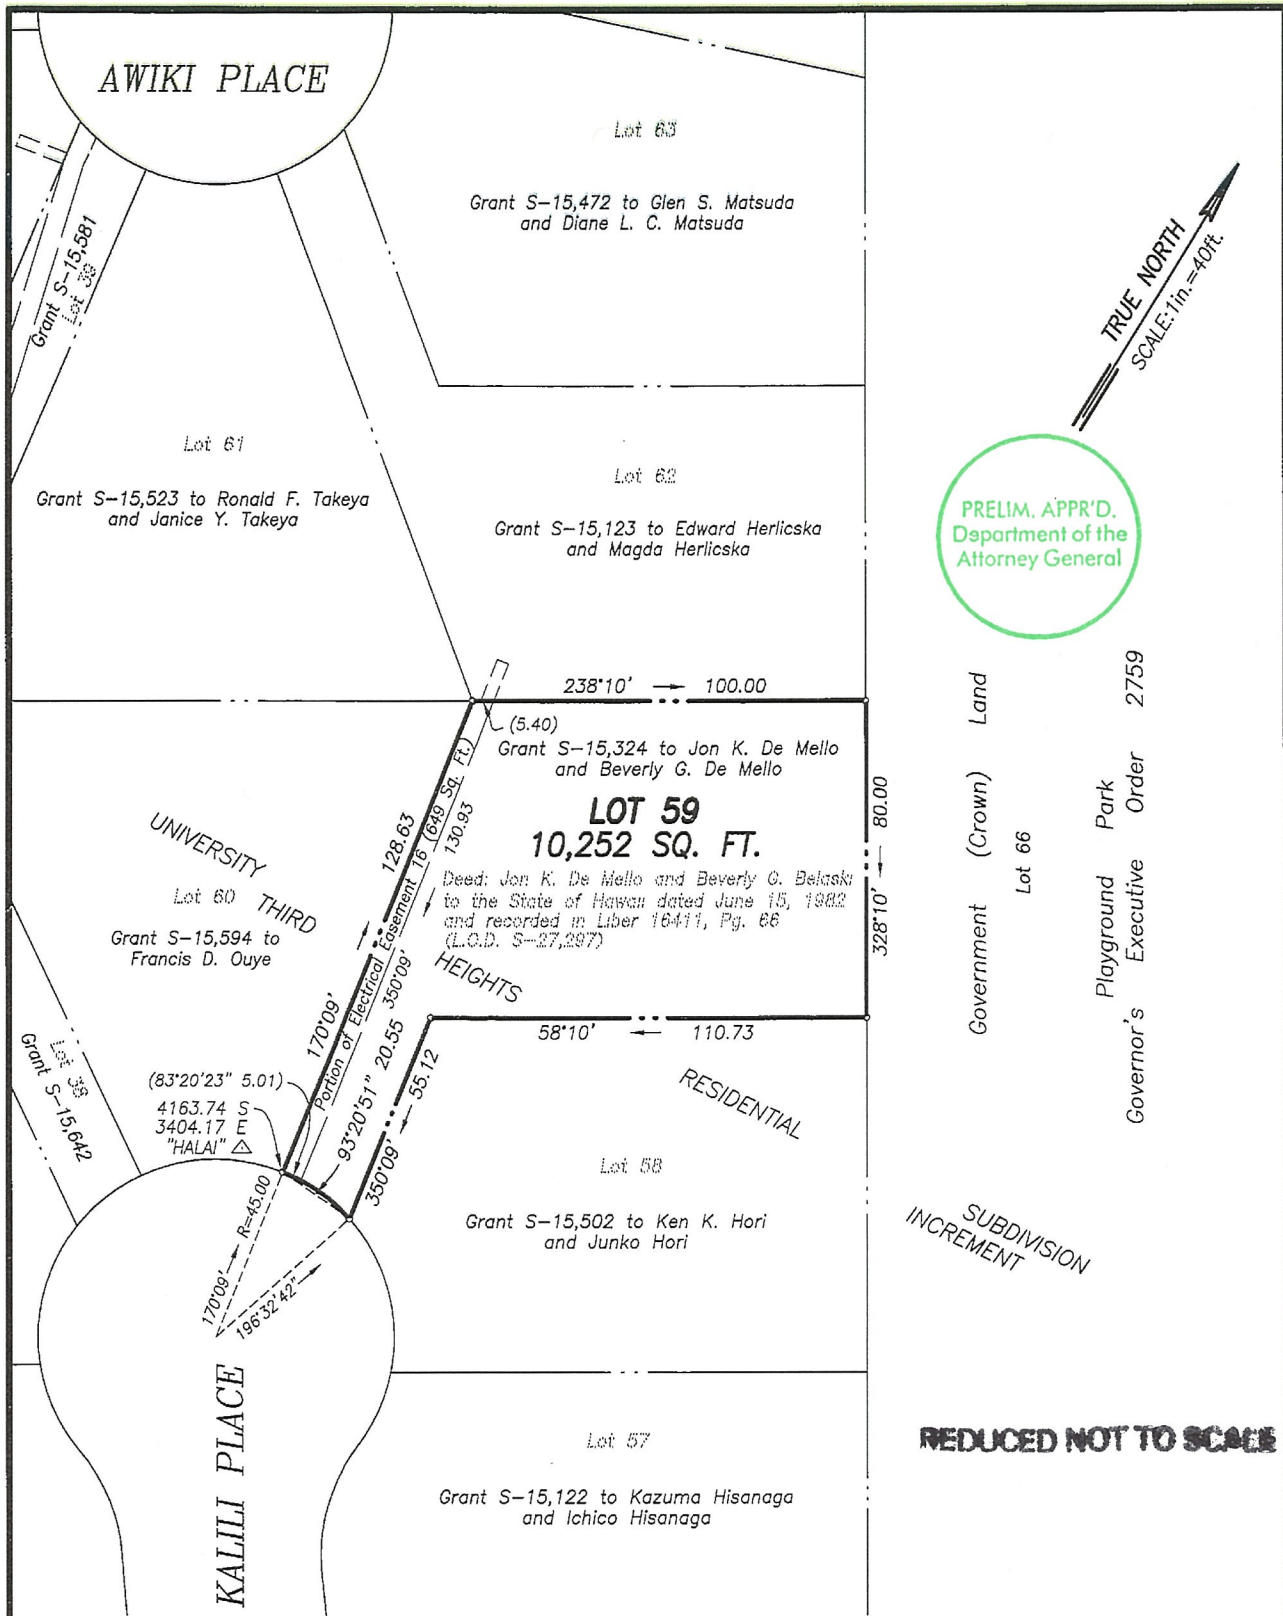 AWIKI PLACE
Lot 63
Grant S-15,472 to Glen S. Matsuda
and Diane L. C. Matsuda
Grant S-15,581
Lot 39
TRUE NORTH
SCALE: 1in.=40ft.
Lot 61
Grant S-15,523 to Ronald F. Takeya
and Janice Y. Takeya
Lot 62
Grant S-15,123 to Edward Herlicska
and Magda Herlicska
PRELIM. APPR'D.
Department of the
Attorney General
238°10' 100.00
(5.40)
Grant S-15,324 to Jon K. De Mello
and Beverly G. De Mello
LOT 59
10,252 SQ. FT.
Deed: Jon K. De Mello and Beverly G. Belaski
to the State of Hawaii dated June 15, 1982
and recorded in Liber 16411, Pg. 66
(L.O.D. S-27,297)
170°09' 128.63
Portion of Electrical Easement 16 (649 Sq. Ft.)
350°09' 130.93
328°10' 80.00
Government (Crown) Land
Lot 66
Playground Park
Governor's Executive Order 2759
UNIVERSITY
HEIGHTS
RESIDENTIAL
SUBDIVISION
THIRD
INCREMENT
Lot 60
Grant S-15,594 to
Francis D. Ouye
58°10' 110.73
Lot 38
Grant S-15,642
(83°20'23" 5.01)
4163.74 S
3404.17 E
"HALAI"
93°20'51" 20.55
350°09' 55.12
170°09' R=45.00
196°32'42"
Lot 58
Grant S-15,502 to Ken K. Hori
and Junko Hori
KALILI PLACE
Lot 57
Grant S-15,122 to Kazuma Hisanaga
and Ichico Hisanaga
REDUCED NOT TO SCALE